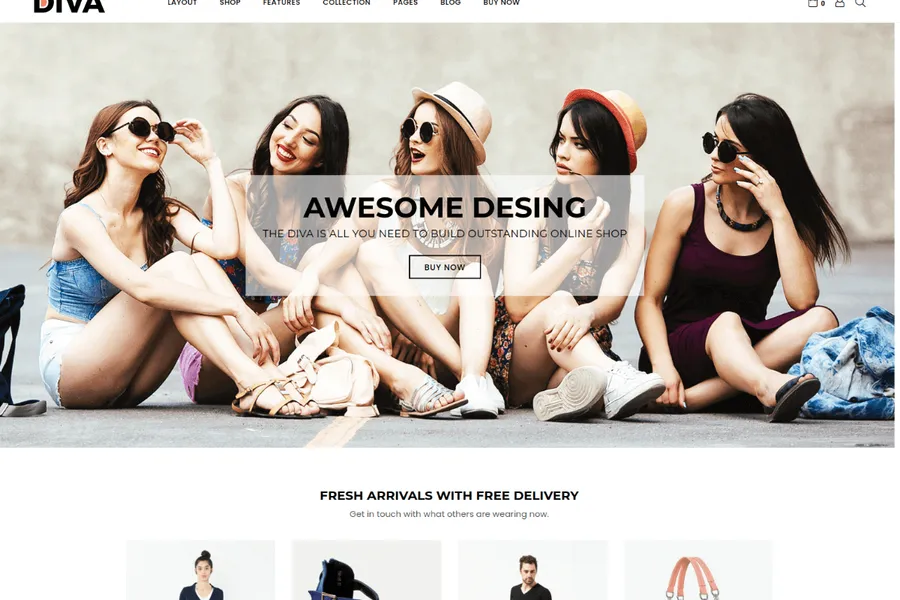 DIVA
LAYOUT SHOP FEATURES COLLECTION PAGES BLOG BUY NOW
0
AWESOME DESING
THE DIVA IS ALL YOU NEED TO BUILD OUTSTANDING ONLINE SHOP
BUY NOW
FRESH ARRIVALS WITH FREE DELIVERY
Get in touch with what others are wearing now.